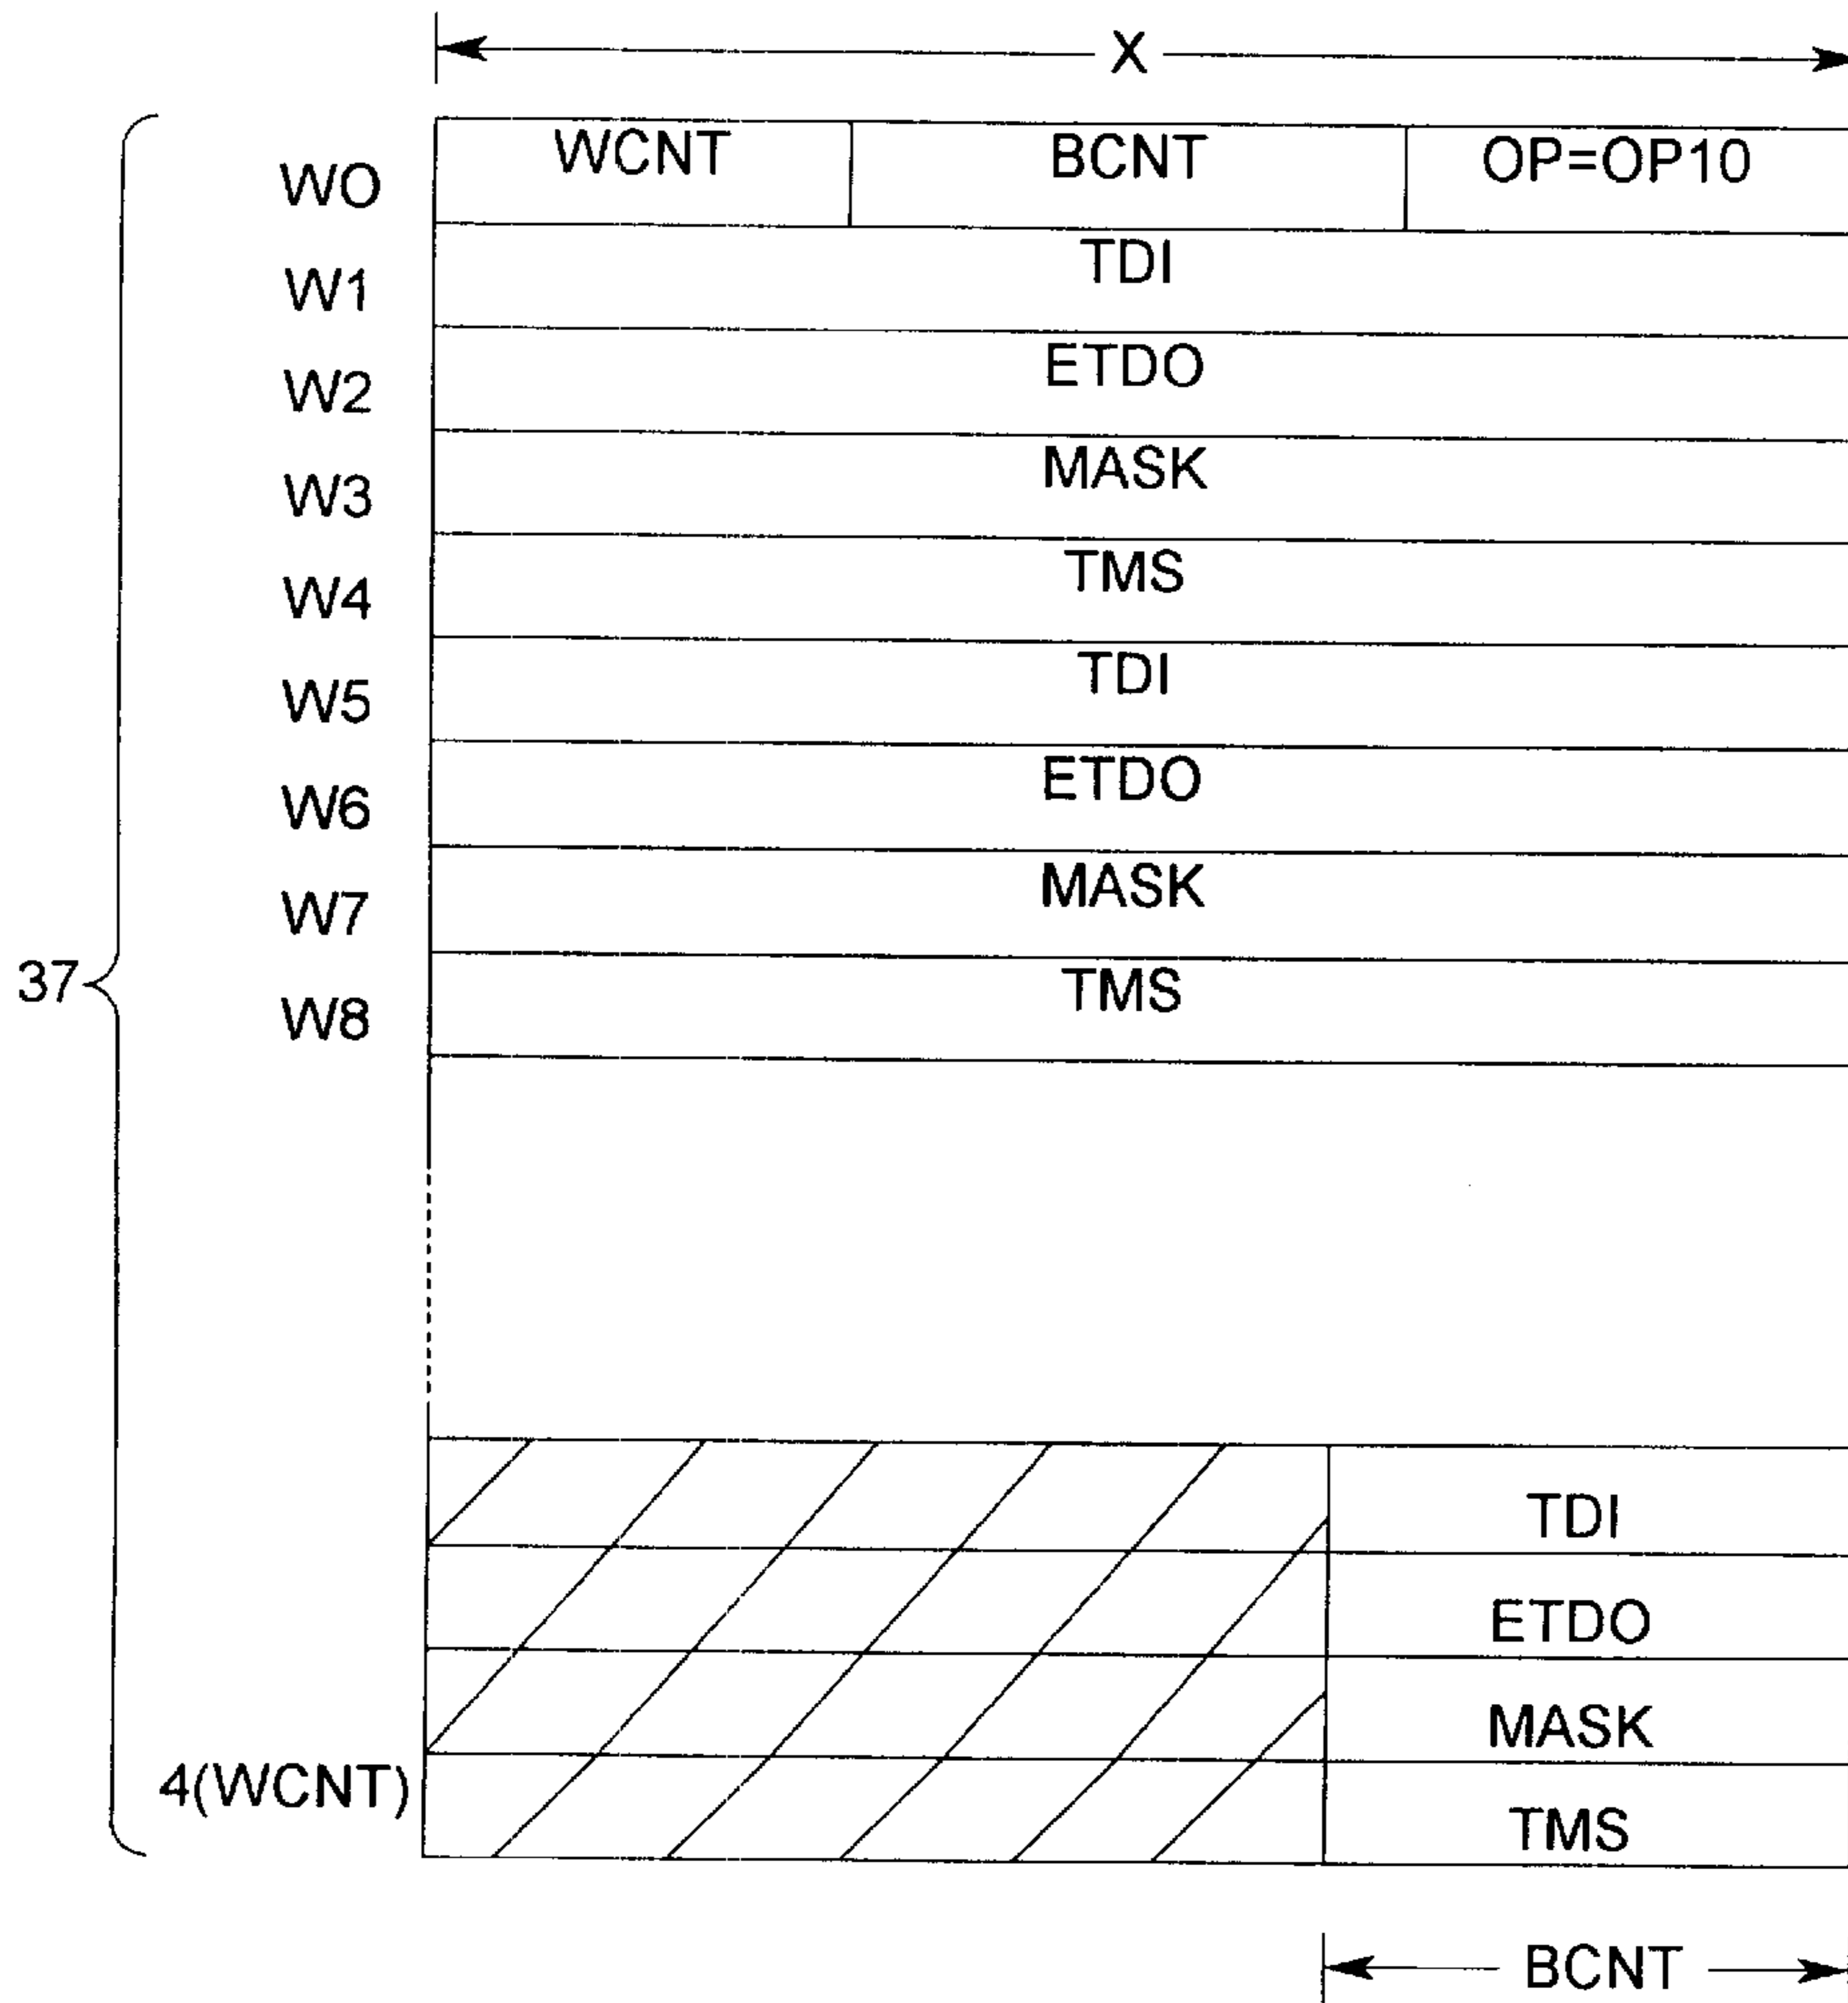 X
WO WCNT BCNT OP=OP10
W1 TDI
W2 ETDO
W3 MASK
W4 TMS
W5 TDI
W6 ETDO
W7 MASK
37
W8 TMS
TDI
ETDO
MASK
4(WCNT) TMS
BCNT